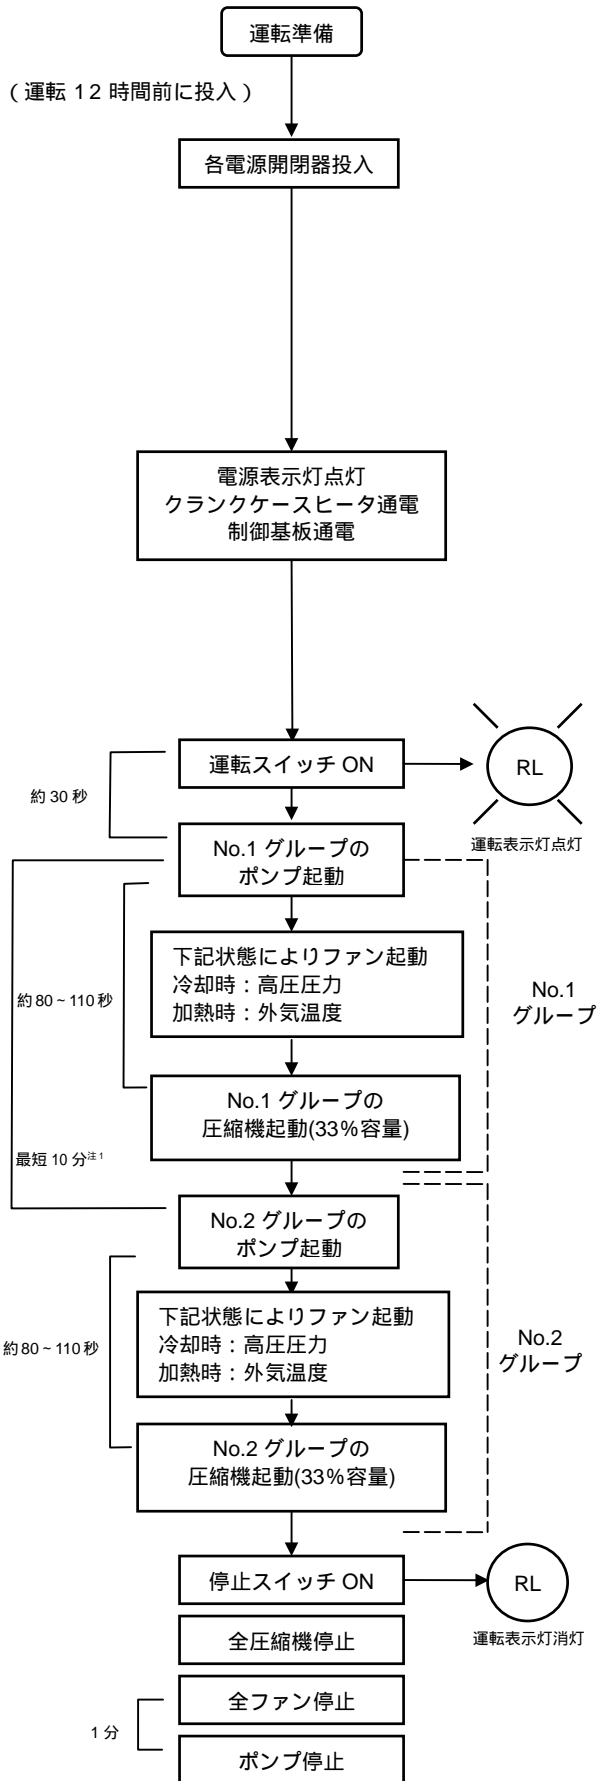 運転準備
(運転 12 時間前に投入)
各電源開閉器投入
電源表示灯点灯
クランクケースヒータ通電
制御基板通電
運転スイッチ ON
RL
運転表示灯点灯
約 30 秒
No.1 グループの
ポンプ起動
下記状態によりファン起動
冷却時:高圧圧力
加熱時:外気温度
約 80~110 秒
No.1
グループ
No.1 グループの
圧縮機起動(33%容量)
最短 10 分注1
No.2 グループの
ポンプ起動
下記状態によりファン起動
冷却時:高圧圧力
加熱時:外気温度
約 80~110 秒
No.2
グループ
No.2 グループの
圧縮機起動(33%容量)
停止スイッチ ON
RL
運転表示灯消灯
全圧縮機停止
全ファン停止
1 分
ポンプ停止